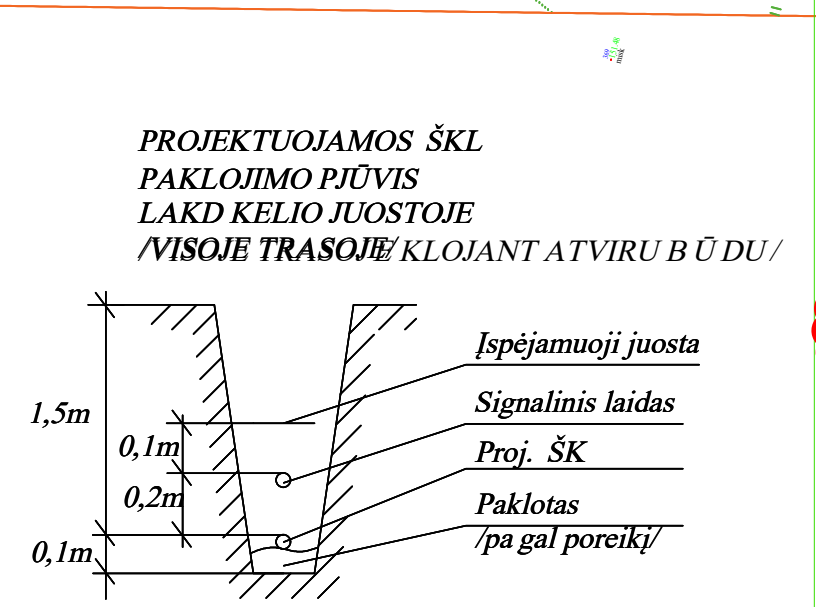 PROJEKTUOJAMOS ŠKL
PAKLOJIMO PJŪVIS
LAKD KELIO JUOSTOJE
/VISOJE TRASOJE/ KLOJANT ATVIRU BŪDU/
Įspėjamuoji juosta
1,5m
Signalinis laidas
0,1m
Proj. ŠK
0,2m
Paklotas
/pa gal poreikį/
0,1m